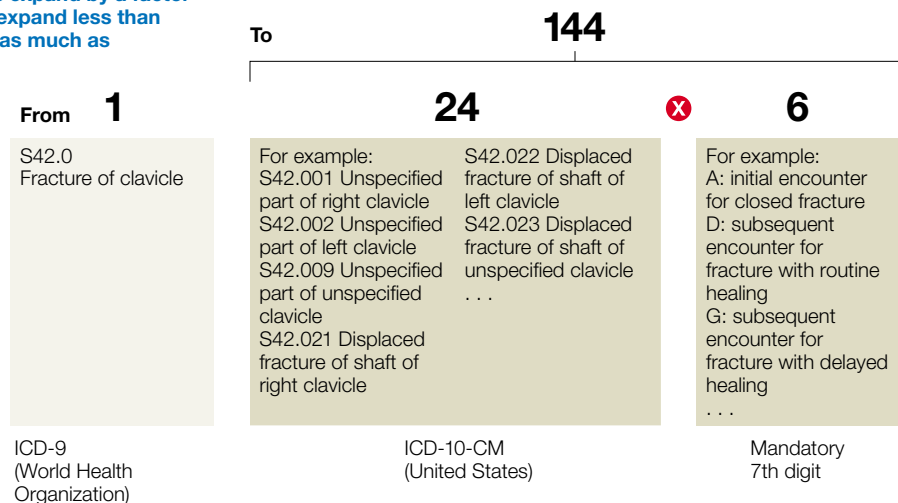 expand by a factor
expand less than
as much as
To
144
From 1
24
X
6
S42.0
Fracture of clavicle
For example:
S42.001 Unspecified
part of right clavicle
S42.002 Unspecified
part of left clavicle
S42.009 Unspecified
part of unspecified
clavicle
S42.021 Displaced
fracture of shaft of
right clavicle
S42.022 Displaced
fracture of shaft of
left clavicle
S42.023 Displaced
fracture of shaft of
unspecified clavicle
. . .
For example:
A: initial encounter
for closed fracture
D: subsequent
encounter for
fracture with routine
healing
G: subsequent
encounter for
fracture with delayed
healing
. . .
ICD-9
(World Health
Organization)
ICD-10-CM
(United States)
Mandatory
7th digit